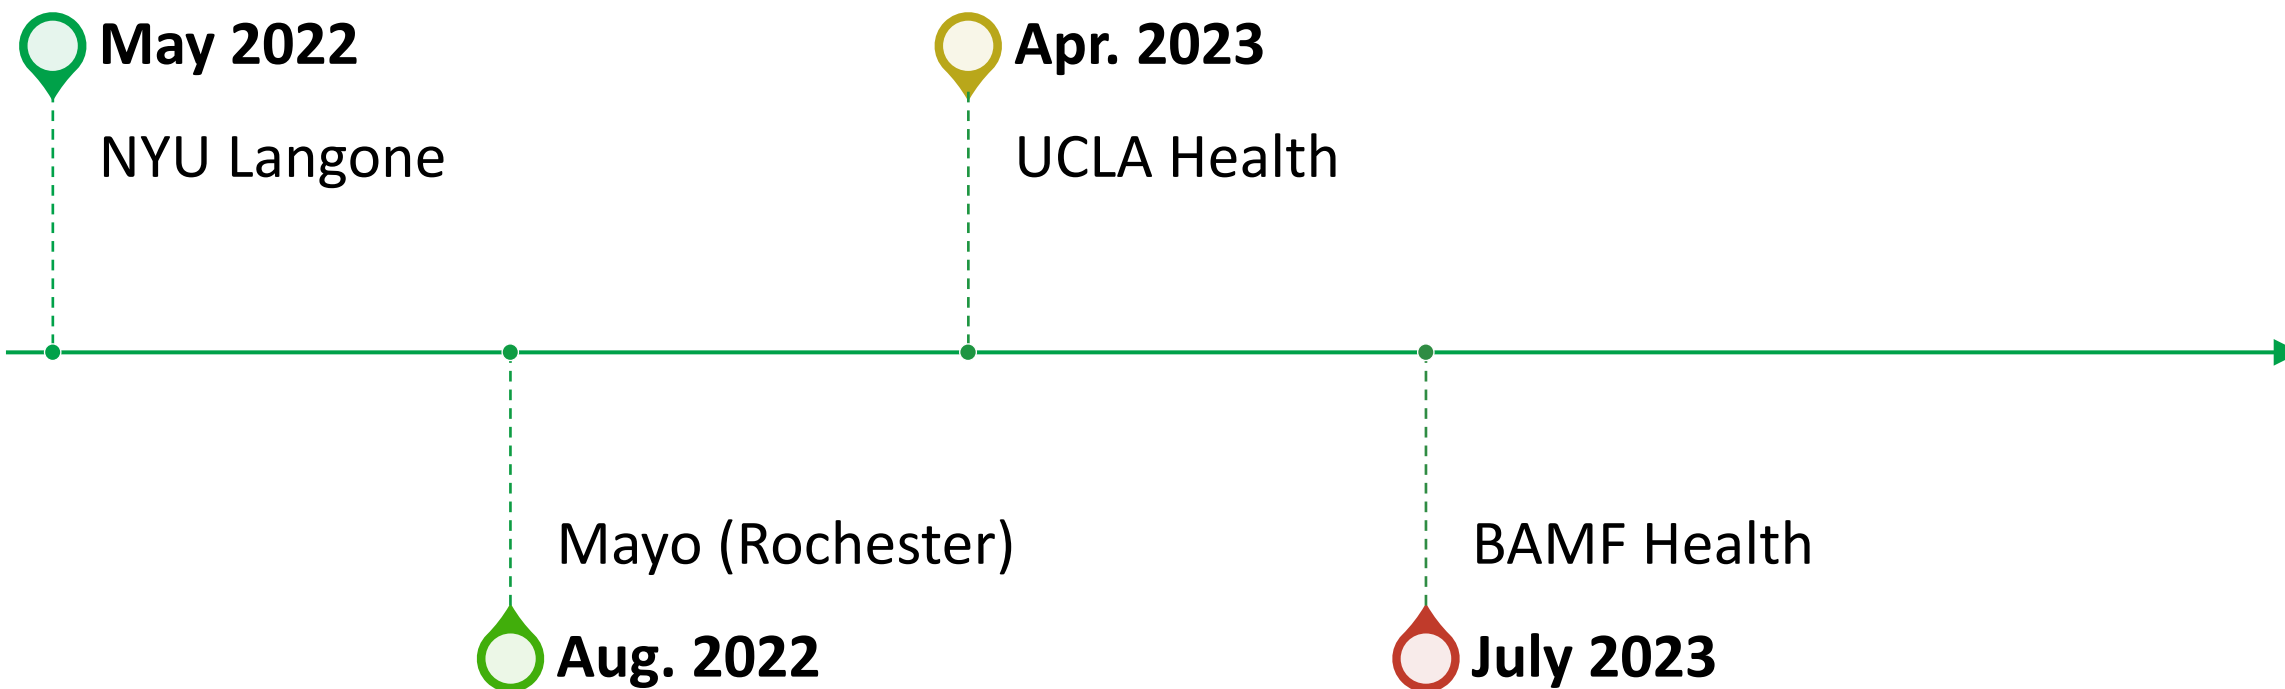 May 2022
NYU Langone
Apr. 2023
UCLA Health
Mayo (Rochester)
Aug. 2022
BAMF Health
July 2023